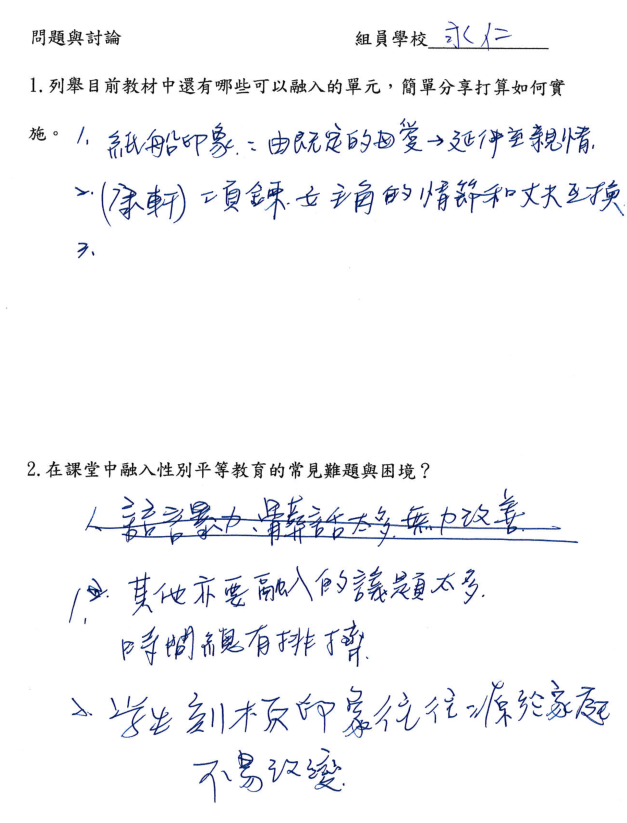 問題與討論 組員學校 永仁
1. 列舉目前教材中還有哪些可以融入的單元，簡單分享打算如何實
施。 1. 紙船印象：由既定的母愛→延伸至親情.
2. (康軒) 項鍊. 女主角的情節和丈夫互換
3.
2. 在課堂中融入性別平等教育的常見難題與困境？
1. 語言暴力、髒話太多, 無力改善
1. 其他亦要融入的議題太多.
時間總有排擠.
2. 學生刻板印象往往源於家庭
不易改變.